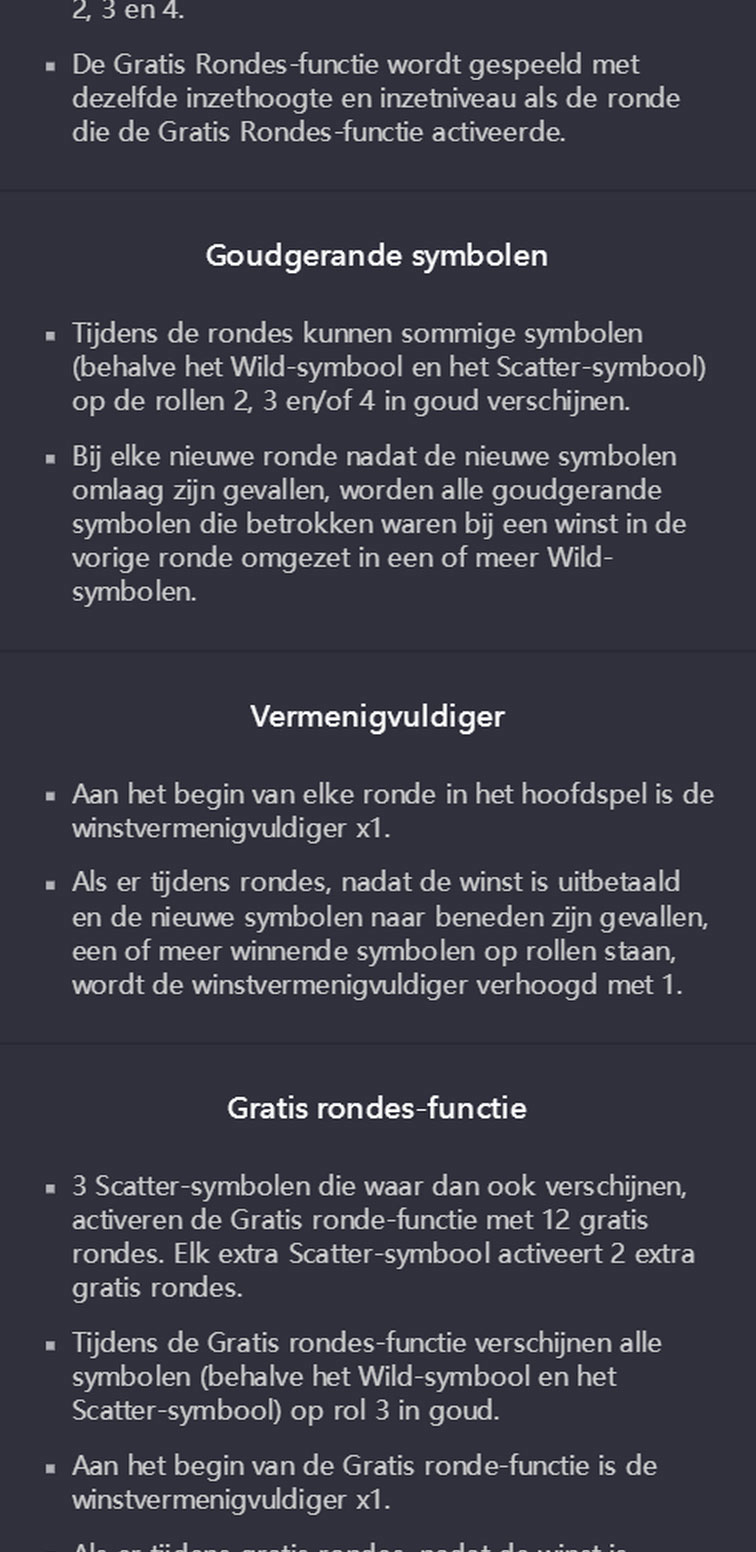 2, 3 en 4.
▪ De Gratis Rondes-functie wordt gespeeld met
dezelfde inzethoogte en inzetniveau als de ronde
die de Gratis Rondes-functie activeerde.
Goudgerande symbolen
▪ Tijdens de rondes kunnen sommige symbolen
(behalve het Wild-symbool en het Scatter-symbool)
op de rollen 2, 3 en/of 4 in goud verschijnen.
▪ Bij elke nieuwe ronde nadat de nieuwe symbolen
omlaag zijn gevallen, worden alle goudgerande
symbolen die betrokken waren bij een winst in de
vorige ronde omgezet in een of meer Wild-
symbolen.
Vermenigvuldiger
▪ Aan het begin van elke ronde in het hoofdspel is de
winstvermenigvuldiger x1.
▪ Als er tijdens rondes, nadat de winst is uitbetaald
en de nieuwe symbolen naar beneden zijn gevallen,
een of meer winnende symbolen op rollen staan,
wordt de winstvermenigvuldiger verhoogd met 1.
Gratis rondes-functie
▪ 3 Scatter-symbolen die waar dan ook verschijnen,
activeren de Gratis ronde-functie met 12 gratis
rondes. Elk extra Scatter-symbool activeert 2 extra
gratis rondes.
▪ Tijdens de Gratis rondes-functie verschijnen alle
symbolen (behalve het Wild-symbool en het
Scatter-symbool) op rol 3 in goud.
▪ Aan het begin van de Gratis ronde-functie is de
winstvermenigvuldiger x1.
Als er tijdens gratis rondes, nadat de winst is